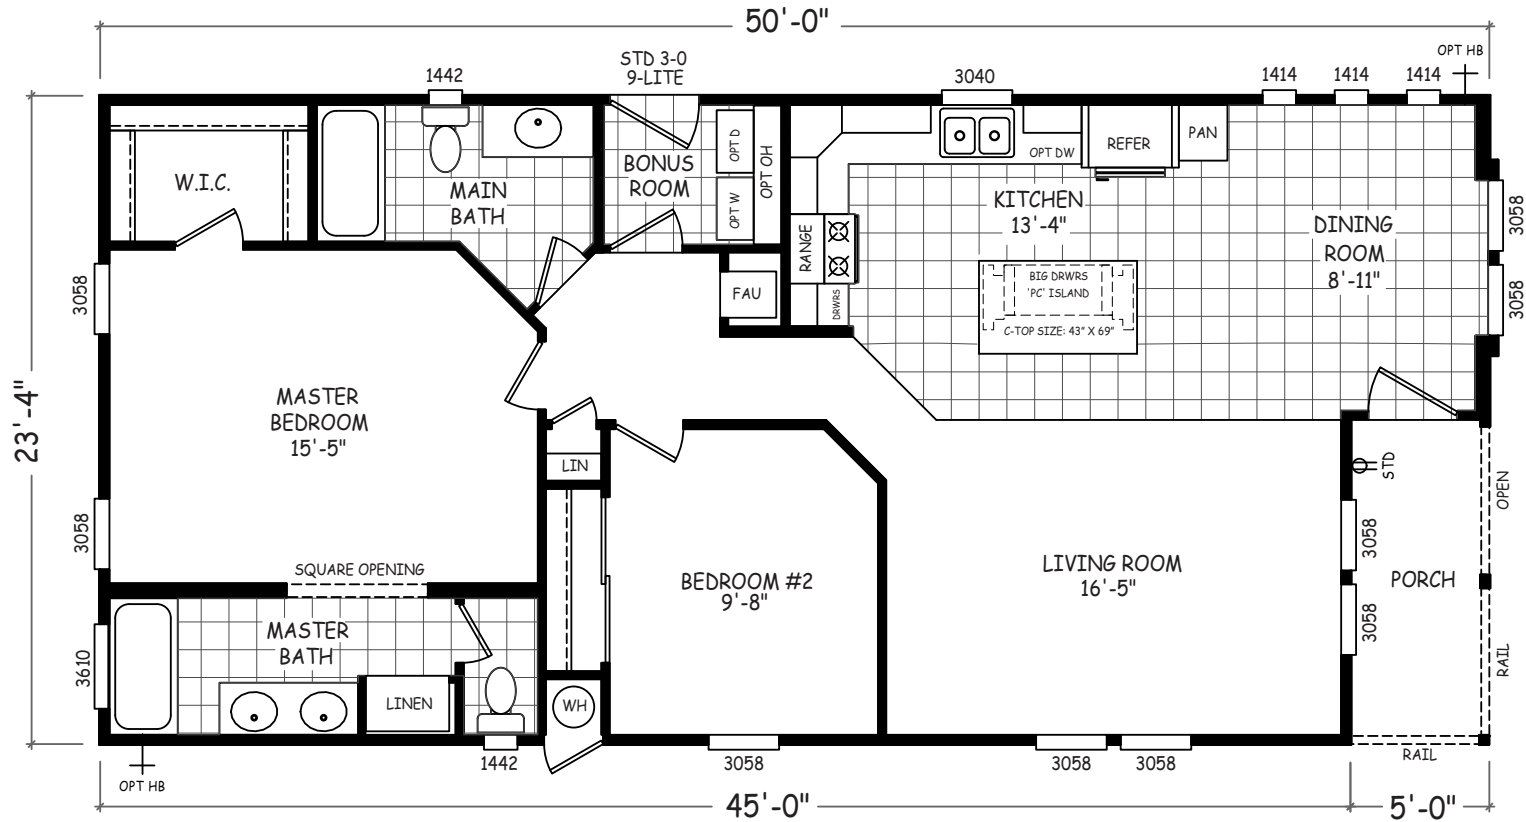 50'-0"
STD 3-0
9-LITE
OPT HB
1442
3040
1414
1414
1414
W.I.C.
MAIN
BATH
BONUS
ROOM
OPT D
OPT W
OPT OH
OPT DW
REFER
PAN
KITCHEN
13'-4"
DINING
ROOM
8'-11"
3058
3058
RANGE
DRWRS
FAU
BIG DRWRS
'PC' ISLAND
C-TOP SIZE: 43" X 69"
3058
23'-4"
MASTER
BEDROOM
15'-5"
LIN
STD
OPEN
3058
SQUARE OPENING
3058
LIVING ROOM
16'-5"
PORCH
BEDROOM #2
9'-8"
3058
MASTER
BATH
3610
RAIL
LINEN
WH
1442
3058
3058
3058
RAIL
OPT HB
45'-0"
5'-0"